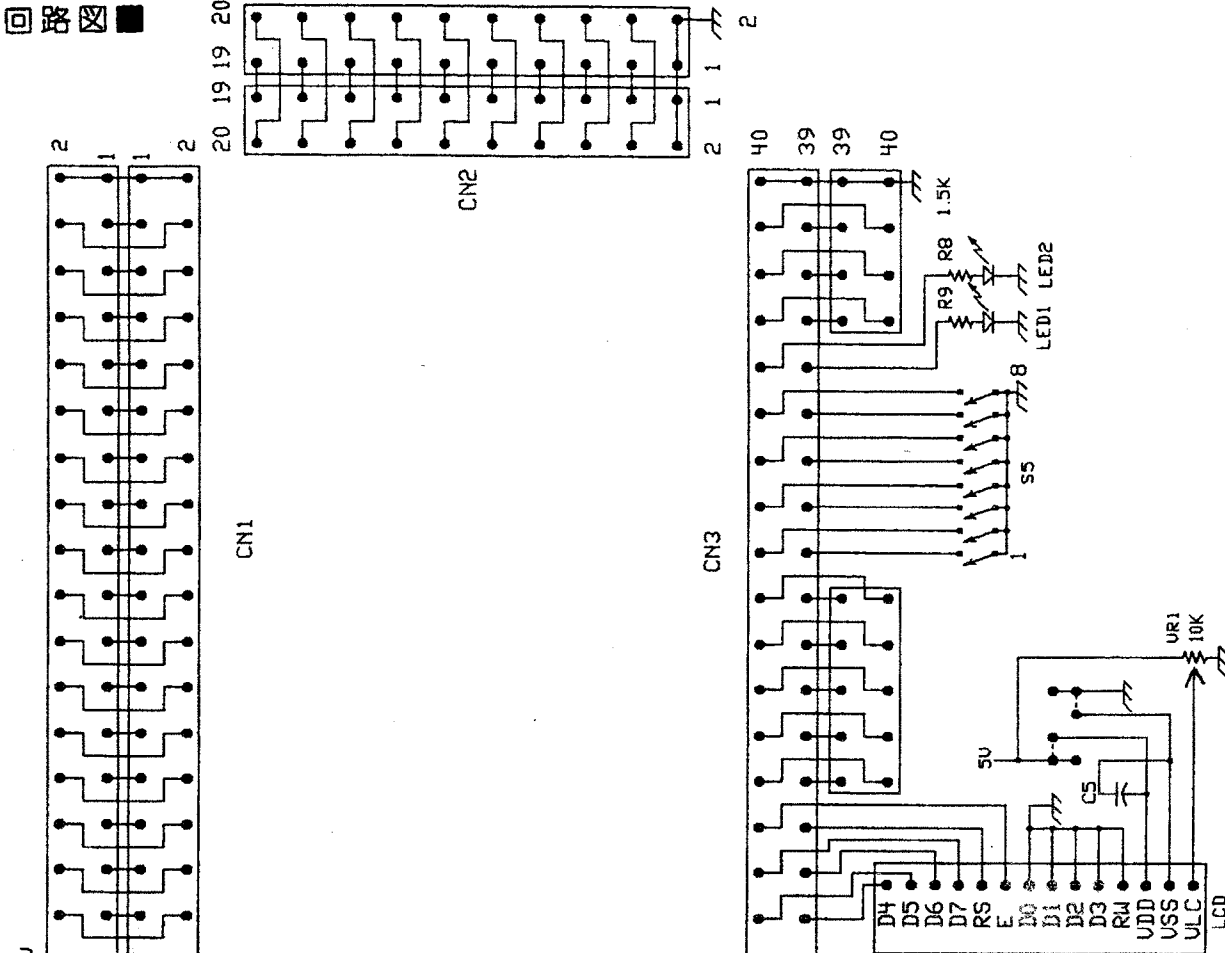 回路図■
20 19 19 20
2 1 1 2
CN2
2 1 1 2
CN1
40 39 39 40
1.5K
R8
R9
LED2
LED1
8
S5
1
CN3
VR1
10K
5V
C5
D4
D5
D6
D7
RS
E
D0
D1
D2
D3
RW
VDD
VSS
VLC
LCD